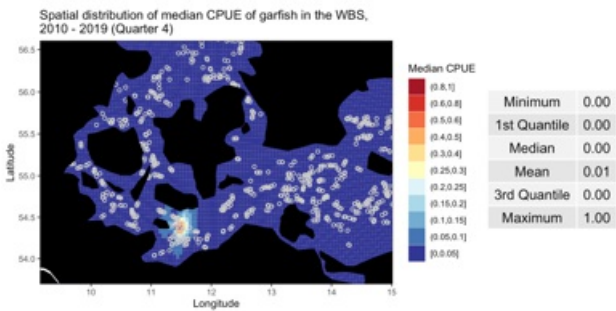 Spatial distribution of median CPUE of garfish in the WBS,
2010 - 2019 (Quarter 4)
56.5
56.0
55.5
55.0
54.5
54.0
Latitude
10 11 12 13 14 15
Longitude
Median CPUE
(0.8,1]
(0.6,0.8]
(0.5,0.6]
(0.4,0.5]
(0.3,0.4]
(0.25,0.3]
(0.2,0.25]
(0.15,0.2]
(0.1,0.15]
(0.05,0.1]
[0,0.05]
Minimum 0.00
1st Quantile 0.00
Median 0.00
Mean 0.01
3rd Quantile 0.00
Maximum 1.00